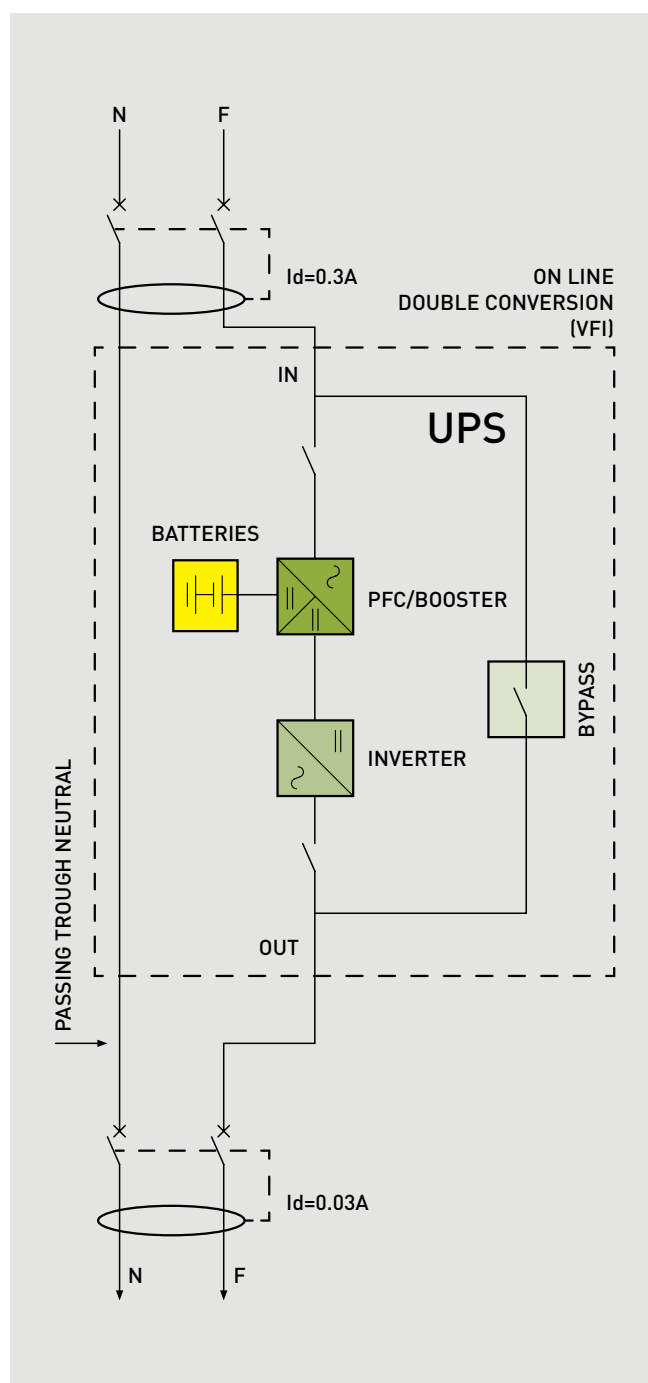 N
F
Id=0.3A
ON LINE
DOUBLE CONVERSION
(VFI)
IN
UPS
BATTERIES
PFC/BOOSTER
BYPASS
INVERTER
PASSING TROUGH NEUTRAL
OUT
Id=0.03A
N
F